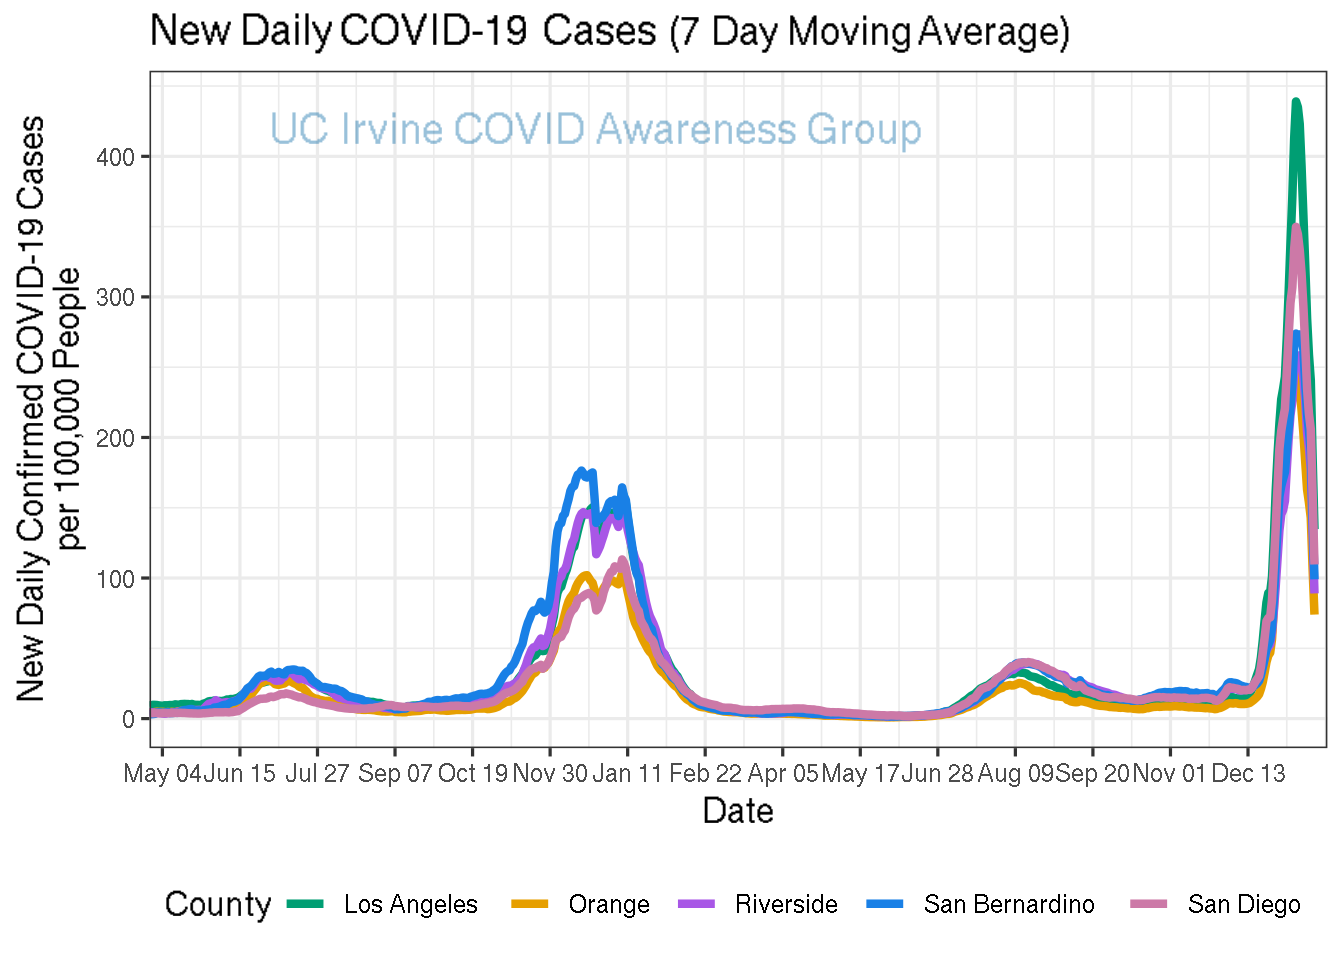 New Daily COVID-19 Cases (7 Day Moving Average)
UC Irvine COVID Awareness Group
New Daily Confirmed COVID-19 Cases
per 100,000 People
400
300
200
100
0
May 04 Jun 15 Jul 27 Sep 07 Oct 19 Nov 30 Jan 11 Feb 22 Apr 05 May 17 Jun 28 Aug 09 Sep 20 Nov 01 Dec 13
Date
County Los Angeles Orange Riverside San Bernardino San Diego